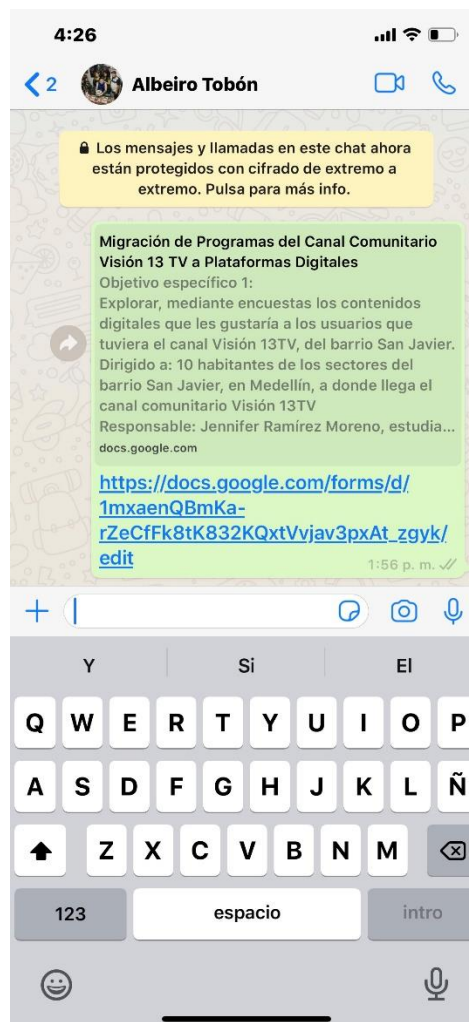 4:26
2
Albeiro Tobón
Los mensajes y llamadas en este chat ahora
están protegidos con cifrado de extremo a
extremo. Pulsa para más info.
Migración de Programas del Canal Comunitario
Visión 13 TV a Plataformas Digitales
Objetivo específico 1:
Explorar, mediante encuestas los contenidos
digitales que les gustaría a los usuarios que
tuviera el canal Visión 13TV, del barrio San Javier.
Dirigido a: 10 habitantes de los sectores del
barrio San Javier, en Medellín, a donde llega el
canal comunitario Visión 13TV
Responsable: Jennifer Ramírez Moreno, estudia...
docs.google.com
https://docs.google.com/forms/d/
1mxaenQBmKa-
rZeCfFk8tK832KQxtVvjav3pxAt_zgyk/
edit
1:56 p. m.
Y Si El
Q W E R T Y U I O P
A S D F G H J K L Ñ
Z X C V B N M
123 espacio intro